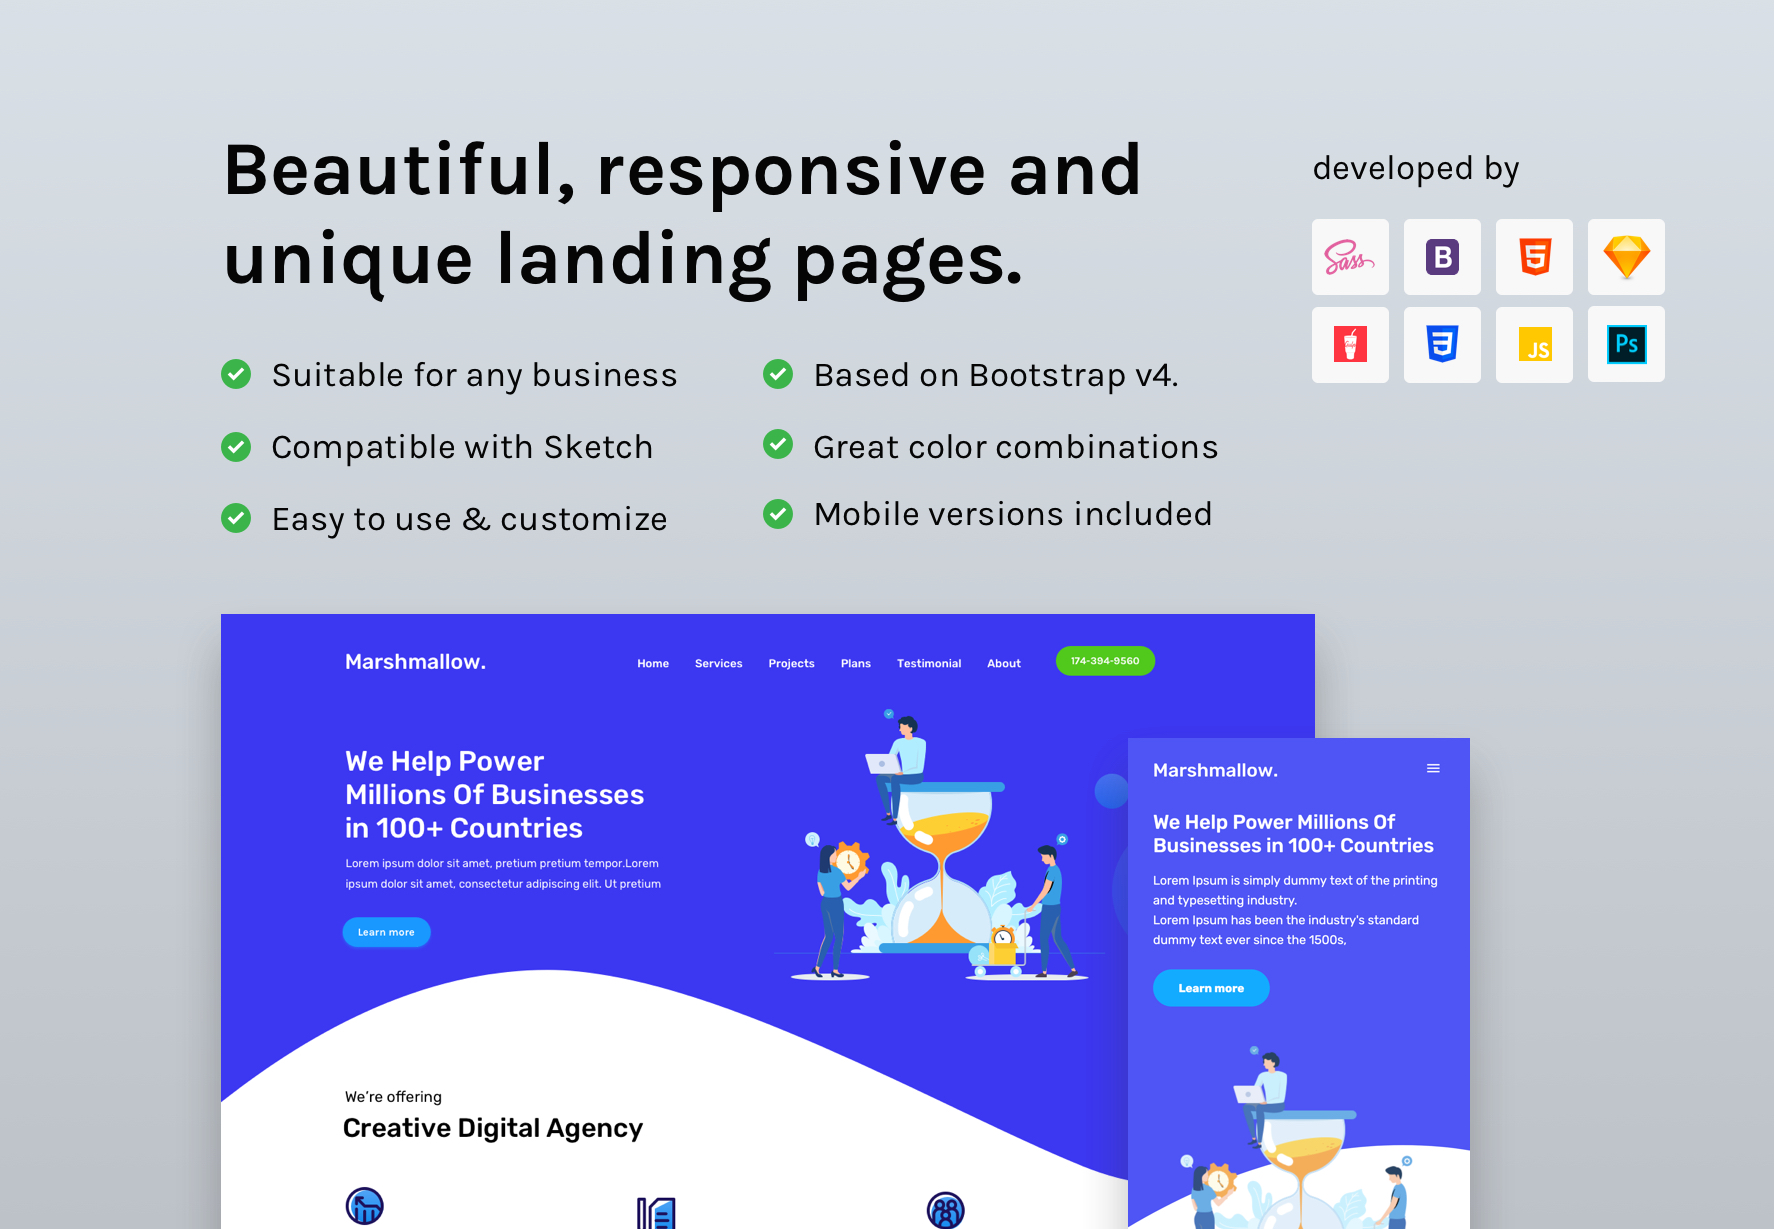 Beautiful, responsive and
unique landing pages.
developed by
Sass
B
5
Gulp
3
JS
Ps
Suitable for any business
Compatible with Sketch
Easy to use & customize
Based on Bootstrap v4.
Great color combinations
Mobile versions included
Marshmallow.
Home Services Projects Plans Testimonial About 174-394-9560
We Help Power
Millions Of Businesses
in 100+ Countries
Lorem ipsum dolor sit amet, pretium pretium tempor.Lorem
ipsum dolor sit amet, consectetur adipiscing elit. Ut pretium
Learn more
We're offering
Creative Digital Agency
Marshmallow.
We Help Power Millions Of
Businesses in 100+ Countries
Lorem Ipsum is simply dummy text of the printing
and typesetting industry.
Lorem Ipsum has been the industry's standard
dummy text ever since the 1500s,
Learn more